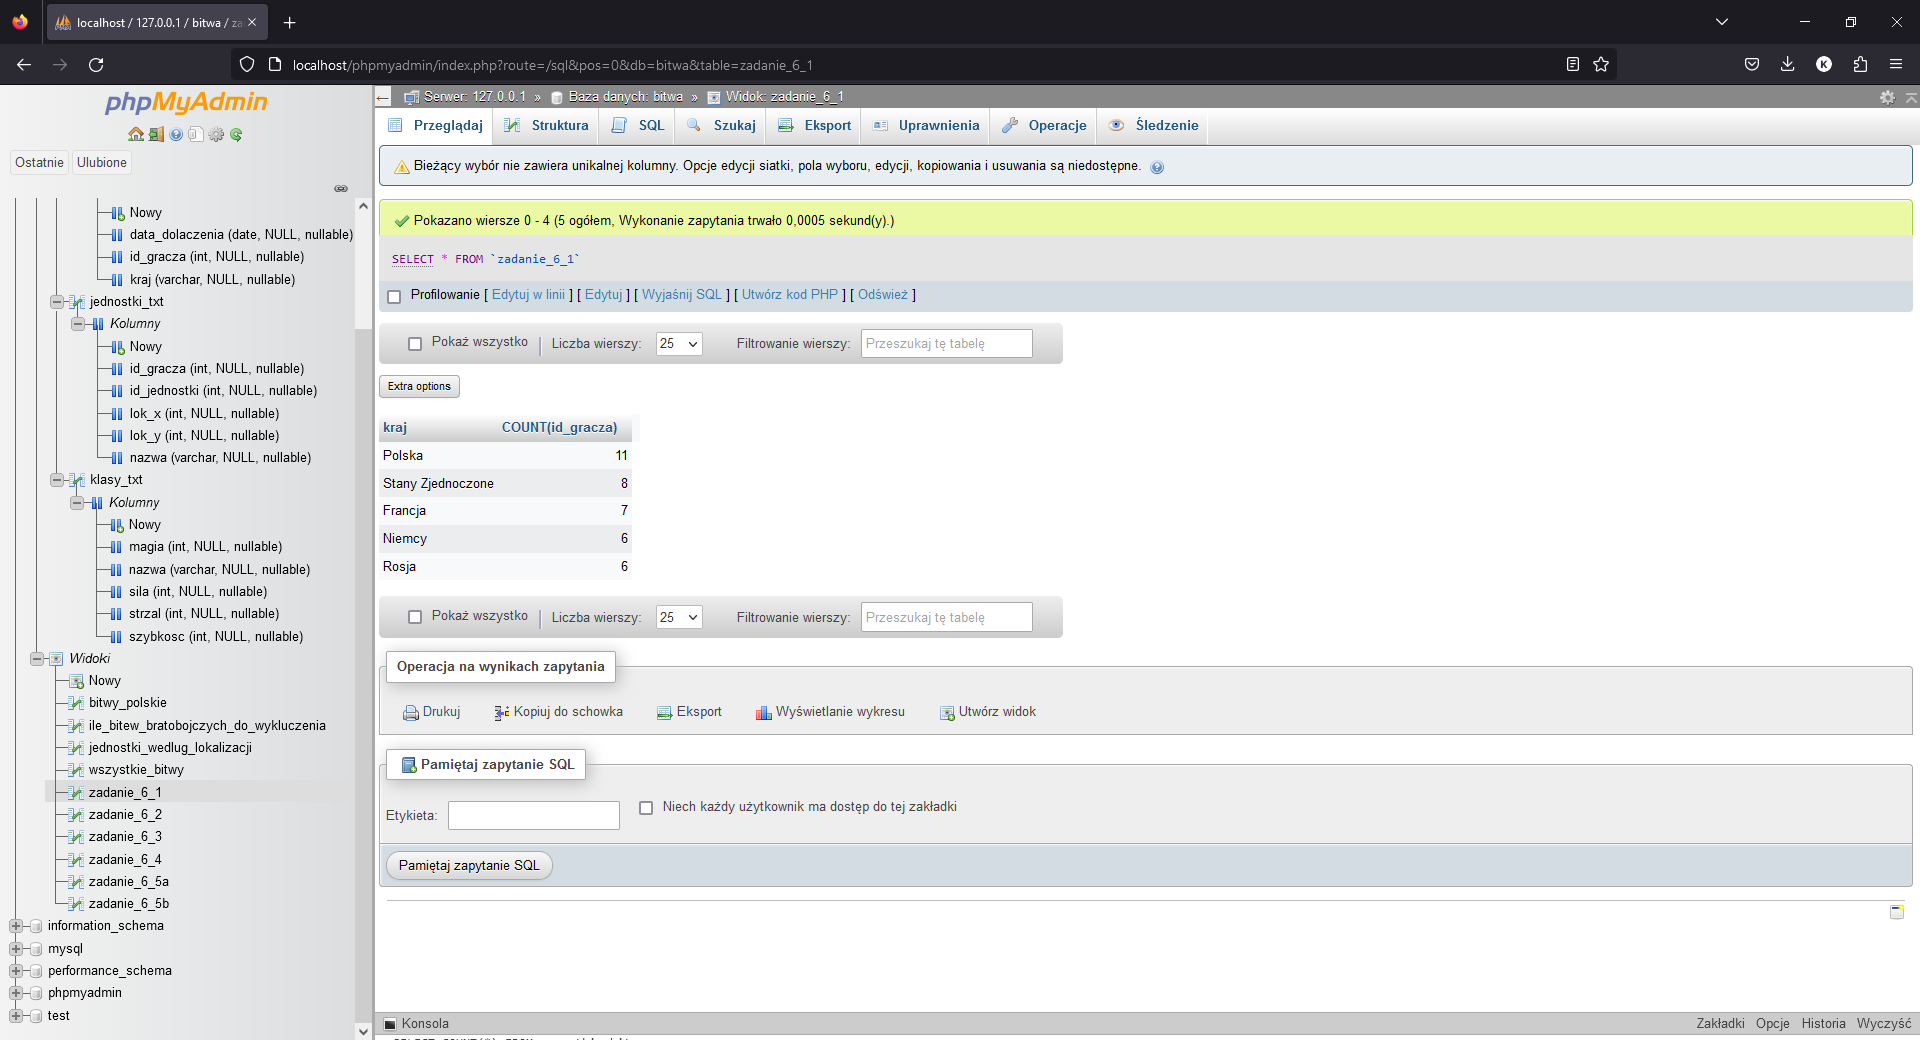 localhost / 127.0.0.1 / bitwa / za
localhost/phpmyadmin/index.php?route=/sql&pos=0&db=bitwa&table=zadanie_6_1
K
phpMyAdmin
Ostatnie
Ulubione
Nowy
data_dolaczenia (date, NULL, nullable)
id_gracza (int, NULL, nullable)
kraj (varchar, NULL, nullable)
jednostki_txt
Kolumny
Nowy
id_gracza (int, NULL, nullable)
id_jednostki (int, NULL, nullable)
lok_x (int, NULL, nullable)
lok_y (int, NULL, nullable)
nazwa (varchar, NULL, nullable)
klasy_txt
Kolumny
Nowy
magia (int, NULL, nullable)
nazwa (varchar, NULL, nullable)
sila (int, NULL, nullable)
strzal (int, NULL, nullable)
szybkosc (int, NULL, nullable)
Widoki
Nowy
bitwy_polskie
ile_bitew_bratobojczych_do_wykluczenia
jednostki_wedlug_lokalizacji
wszystkie_bitwy
zadanie_6_1
zadanie_6_2
zadanie_6_3
zadanie_6_4
zadanie_6_5a
zadanie_6_5b
information_schema
mysql
performance_schema
phpmyadmin
test
Serwer: 127.0.0.1 » Baza danych: bitwa » Widok: zadanie_6_1
Przeglądaj Struktura SQL Szukaj Eksport Uprawnienia Operacje Śledzenie
Bieżący wybór nie zawiera unikalnej kolumny. Opcje edycji siatki, pola wyboru, edycji, kopiowania i usuwania są niedostępne.
Pokazano wiersze 0 - 4 (5 ogółem, Wykonanie zapytania trwało 0,0005 sekund(y).)
SELECT * FROM `zadanie_6_1`
Profilowanie [ Edytuj w linii ] [ Edytuj ] [ Wyjaśnij SQL ] [ Utwórz kod PHP ] [ Odśwież ]
Pokaż wszystko Liczba wierszy: 25 Filtrowanie wierszy: Przeszukaj tę tabelę
Extra options
kraj COUNT(id_gracza)
Polska 11
Stany Zjednoczone 8
Francja 7
Niemcy 6
Rosja 6
Pokaż wszystko Liczba wierszy: 25 Filtrowanie wierszy: Przeszukaj tę tabelę
Operacja na wynikach zapytania
Drukuj Kopiuj do schowka Eksport Wyświetlanie wykresu Utwórz widok
Pamiętaj zapytanie SQL
Etykieta: Niech każdy użytkownik ma dostęp do tej zakładki
Pamiętaj zapytanie SQL
Konsola Zakładki Opcje Historia Wyczyść